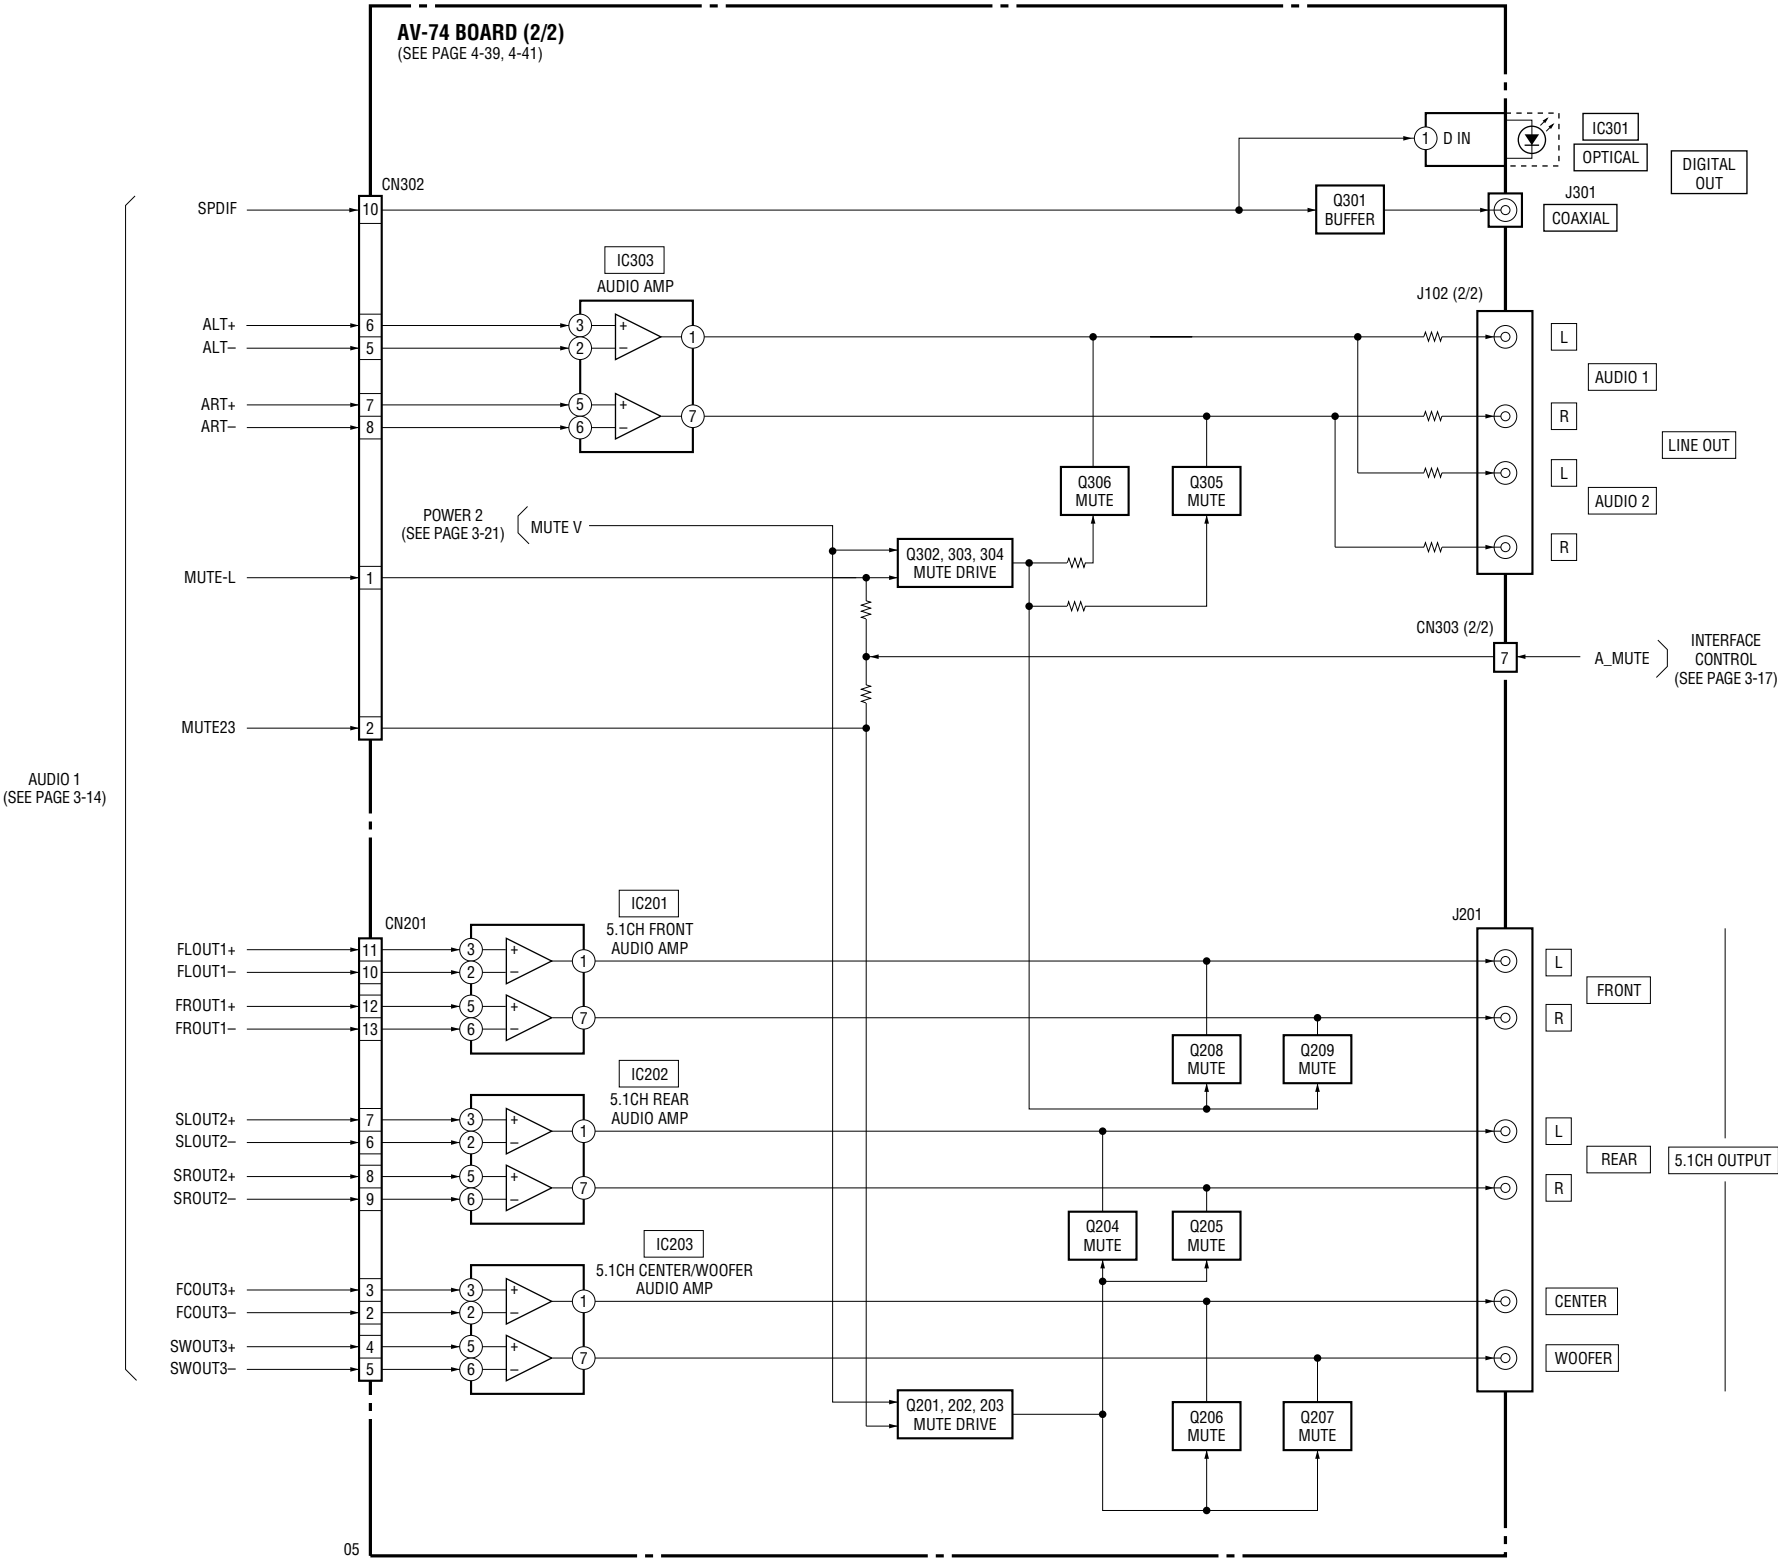 AV-74 BOARD (2/2)
(SEE PAGE 4-39, 4-41)
1 D IN
IC301
OPTICAL
DIGITAL
OUT
CN302
SPDIF
10
Q301
BUFFER
J301
COAXIAL
IC303
AUDIO AMP
J102 (2/2)
ALT+
6
3
+
1
L
ALT–
5
2
–
AUDIO 1
ART+
7
5
+
7
R
ART–
8
6
–
LINE OUT
Q306
MUTE
Q305
MUTE
L
AUDIO 2
POWER 2
(SEE PAGE 3-21)
MUTE V
R
Q302, 303, 304
MUTE DRIVE
MUTE-L
1
CN303 (2/2)
7
A_MUTE
INTERFACE
CONTROL
(SEE PAGE 3-17)
MUTE23
2
AUDIO 1
(SEE PAGE 3-14)
IC201
5.1CH FRONT
AUDIO AMP
CN201
J201
FLOUT1+
11
3
+
1
L
FLOUT1–
10
2
–
FRONT
FROUT1+
12
5
+
7
R
FROUT1–
13
6
–
Q208
MUTE
Q209
MUTE
IC202
5.1CH REAR
AUDIO AMP
SLOUT2+
7
3
+
1
L
SLOUT2–
6
2
–
REAR
5.1CH OUTPUT
SROUT2+
8
5
+
7
R
SROUT2–
9
6
–
Q204
MUTE
Q205
MUTE
IC203
5.1CH CENTER/WOOFER
AUDIO AMP
FCOUT3+
3
3
+
1
CENTER
FCOUT3–
2
2
–
SWOUT3+
4
5
+
7
WOOFER
SWOUT3–
5
6
–
Q201, 202, 203
MUTE DRIVE
Q206
MUTE
Q207
MUTE
05